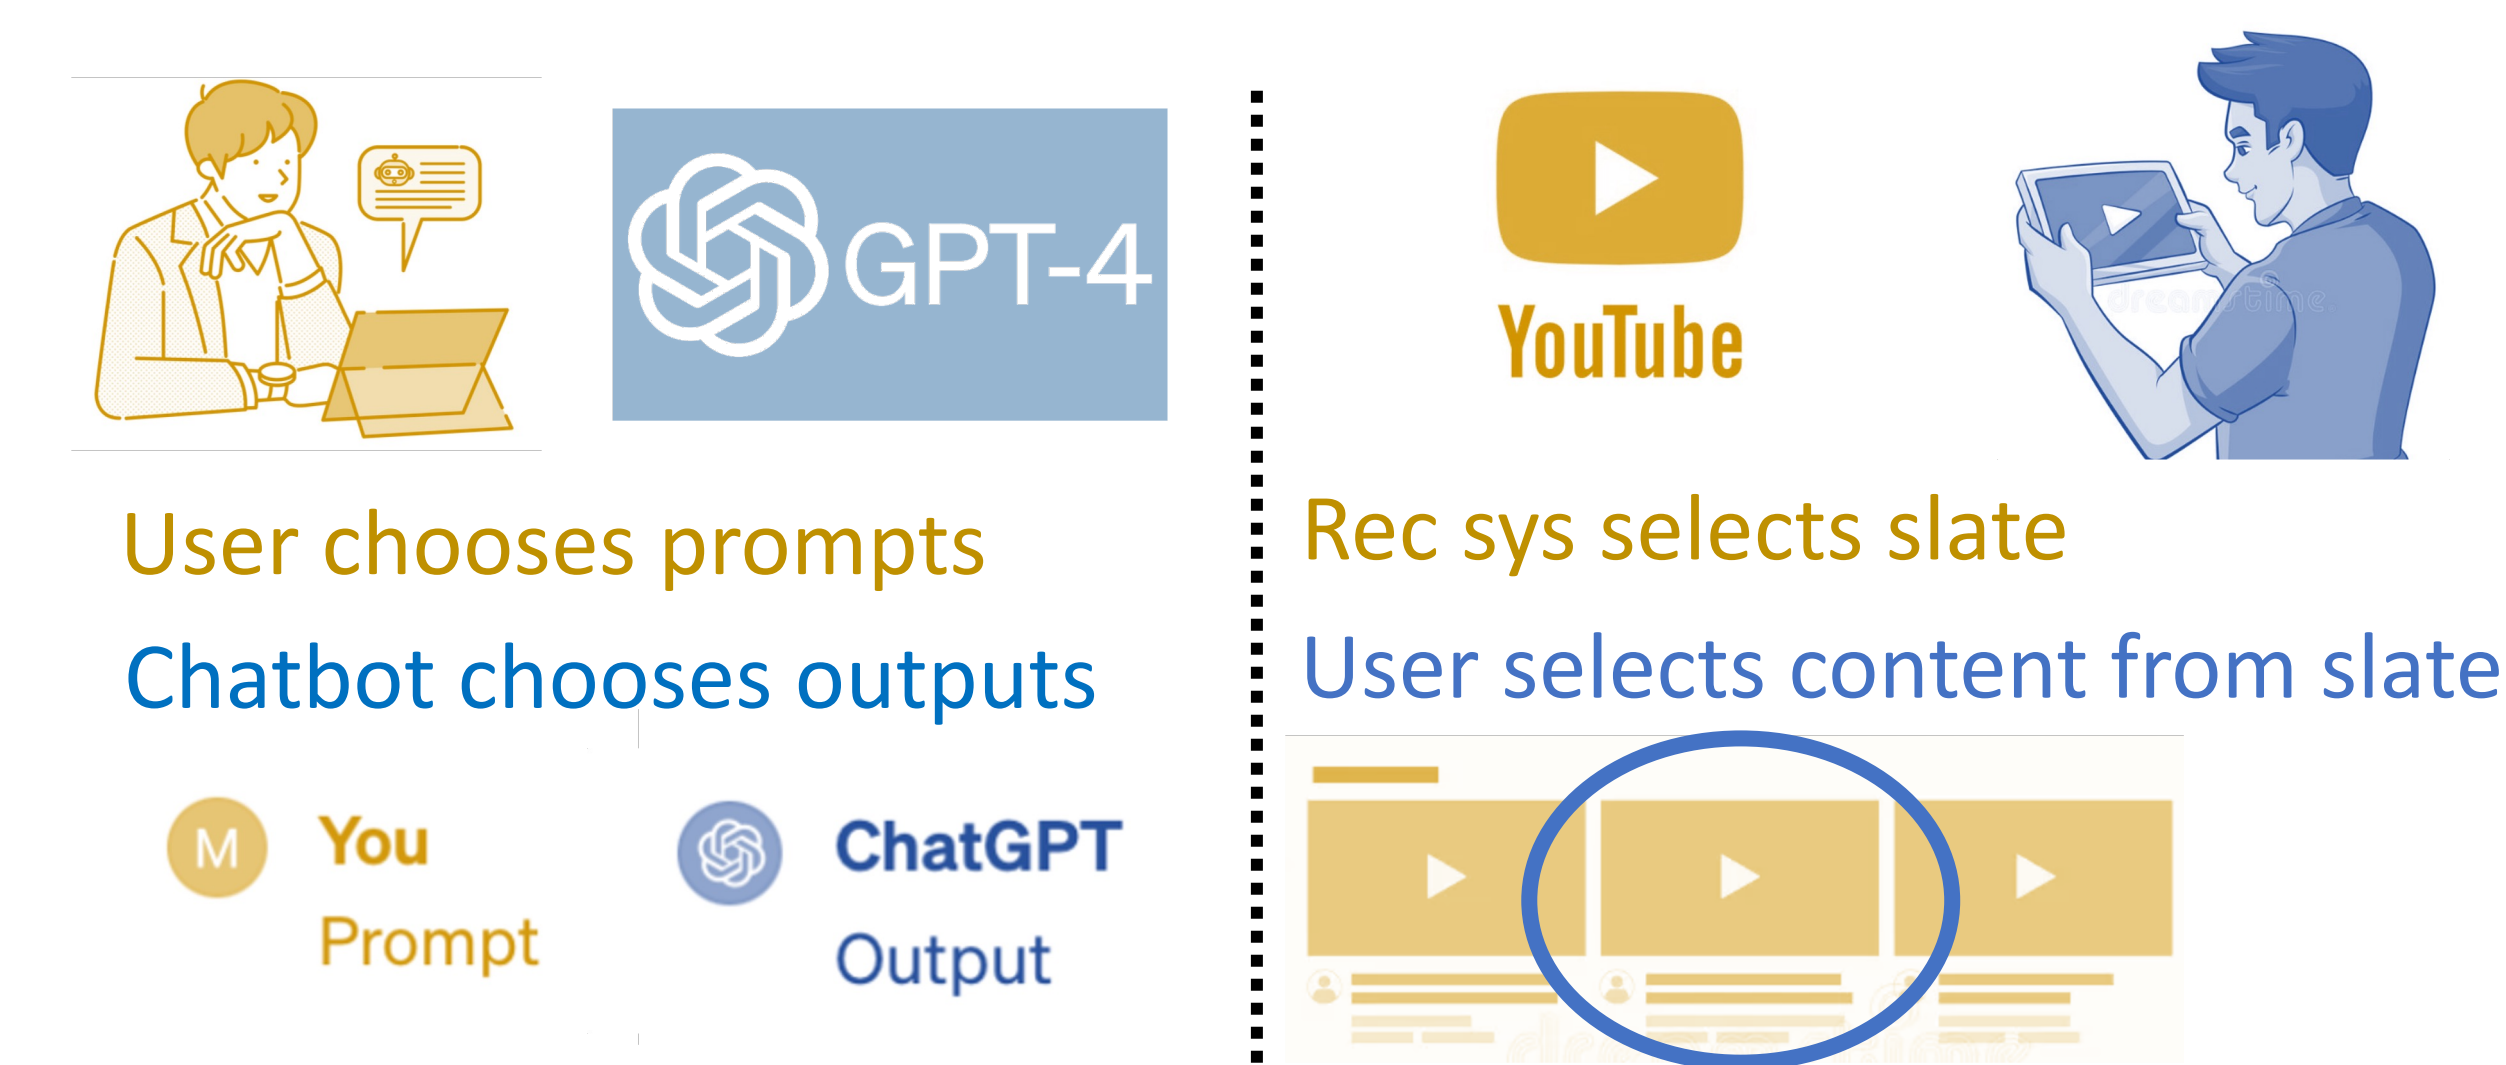 GPT-4
User chooses prompts
Chatbot chooses outputs
M
You
Prompt
ChatGPT
Output
YouTube
dreamstime
Rec sys selects slate
User selects content from slate